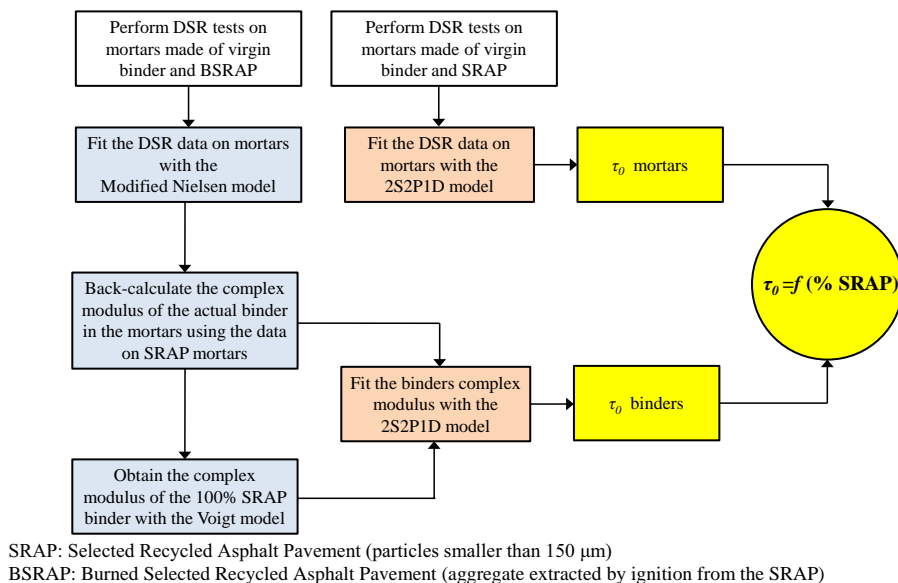 Perform DSR tests on
mortars made of virgin
binder and BSRAP
Perform DSR tests on
mortars made of virgin
binder and SRAP
Fit the DSR data on mortars
with the
Modified Nielsen model
Fit the DSR data on
mortars with the
2S2P1D model
τ0 mortars
τ0 =f (% SRAP)
Back-calculate the complex
modulus of the actual binder
in the mortars using the data
on SRAP mortars
Fit the binders complex
modulus with the
2S2P1D model
τ0 binders
Obtain the complex
modulus of the 100% SRAP
binder with the Voigt model
SRAP: Selected Recycled Asphalt Pavement (particles smaller than 150 μm)
BSRAP: Burned Selected Recycled Asphalt Pavement (aggregate extracted by ignition from the SRAP)